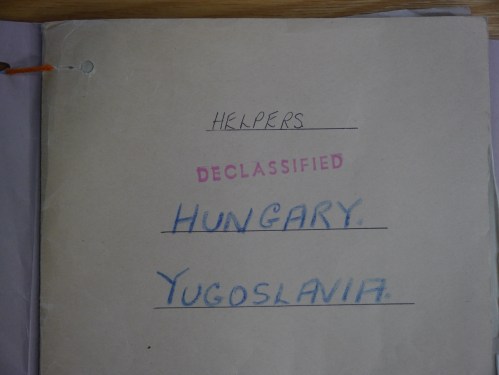 HELPERS
DECLASSIFIED
HUNGARY.
YUGOSLAVIA.